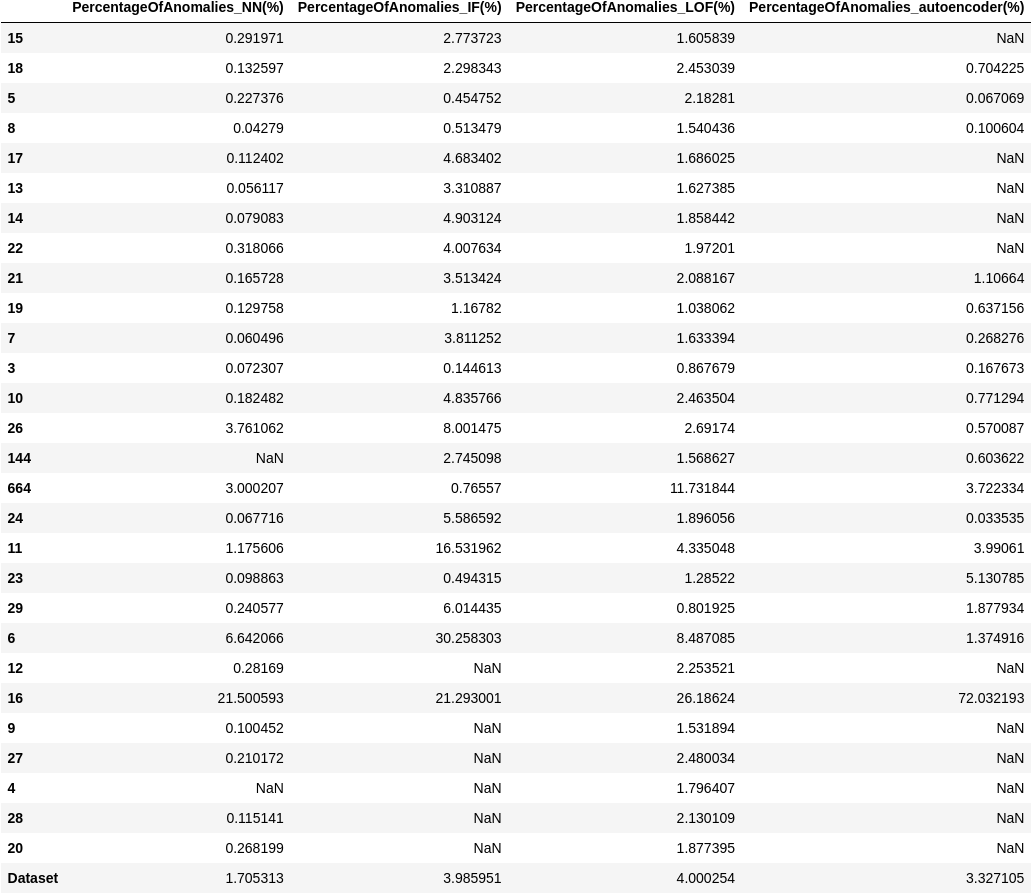 PercentageOfAnomalies_NN(%) PercentageOfAnomalies_IF(%) PercentageOfAnomalies_LOF(%) PercentageOfAnomalies_autoencoder(%)
15 0.291971 2.773723 1.605839 NaN
18 0.132597 2.298343 2.453039 0.704225
5 0.227376 0.454752 2.18281 0.067069
8 0.04279 0.513479 1.540436 0.100604
17 0.112402 4.683402 1.686025 NaN
13 0.056117 3.310887 1.627385 NaN
14 0.079083 4.903124 1.858442 NaN
22 0.318066 4.007634 1.97201 NaN
21 0.165728 3.513424 2.088167 1.10664
19 0.129758 1.16782 1.038062 0.637156
7 0.060496 3.811252 1.633394 0.268276
3 0.072307 0.144613 0.867679 0.167673
10 0.182482 4.835766 2.463504 0.771294
26 3.761062 8.001475 2.69174 0.570087
144 NaN 2.745098 1.568627 0.603622
664 3.000207 0.76557 11.731844 3.722334
24 0.067716 5.586592 1.896056 0.033535
11 1.175606 16.531962 4.335048 3.99061
23 0.098863 0.494315 1.28522 5.130785
29 0.240577 6.014435 0.801925 1.877934
6 6.642066 30.258303 8.487085 1.374916
12 0.28169 NaN 2.253521 NaN
16 21.500593 21.293001 26.18624 72.032193
9 0.100452 NaN 1.531894 NaN
27 0.210172 NaN 2.480034 NaN
4 NaN NaN 1.796407 NaN
28 0.115141 NaN 2.130109 NaN
20 0.268199 NaN 1.877395 NaN
Dataset 1.705313 3.985951 4.000254 3.327105